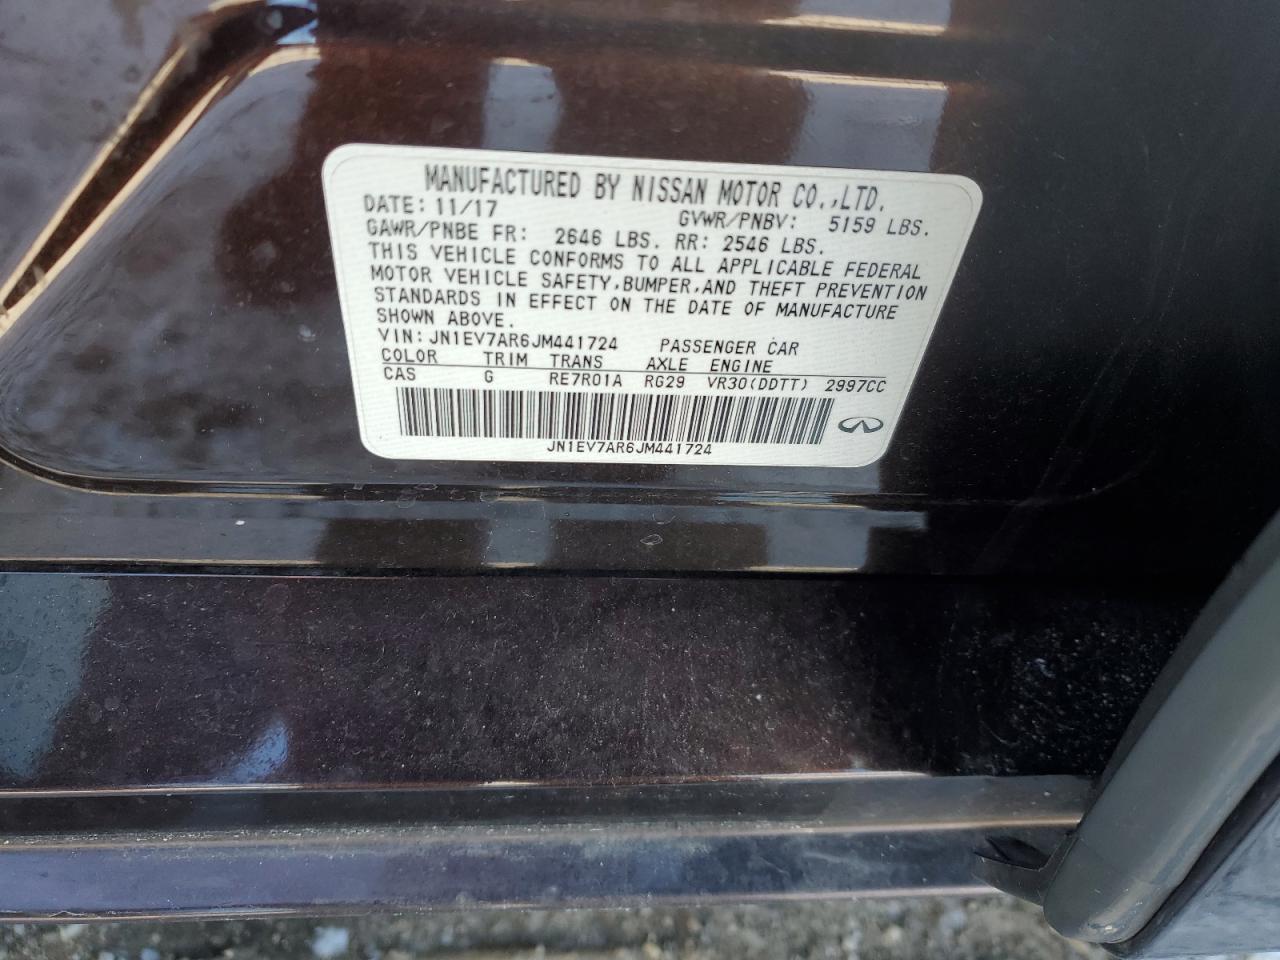 MANUFACTURED BY NISSAN MOTOR CO.,LTD.
DATE: 11/17 GVWR/PNBV: 5159 LBS.
GAWR/PNBE FR: 2646 LBS. RR: 2546 LBS.
THIS VEHICLE CONFORMS TO ALL APPLICABLE FEDERAL
MOTOR VEHICLE SAFETY,BUMPER,AND THEFT PREVENTION
STANDARDS IN EFFECT ON THE DATE OF MANUFACTURE
SHOWN ABOVE.
VIN: JN1EV7AR6JM441724 PASSENGER CAR
COLOR TRIM TRANS AXLE ENGINE
CAS G RE7R01A RG29 VR30(DDTT) 2997CC
JN1EV7AR6JM441724